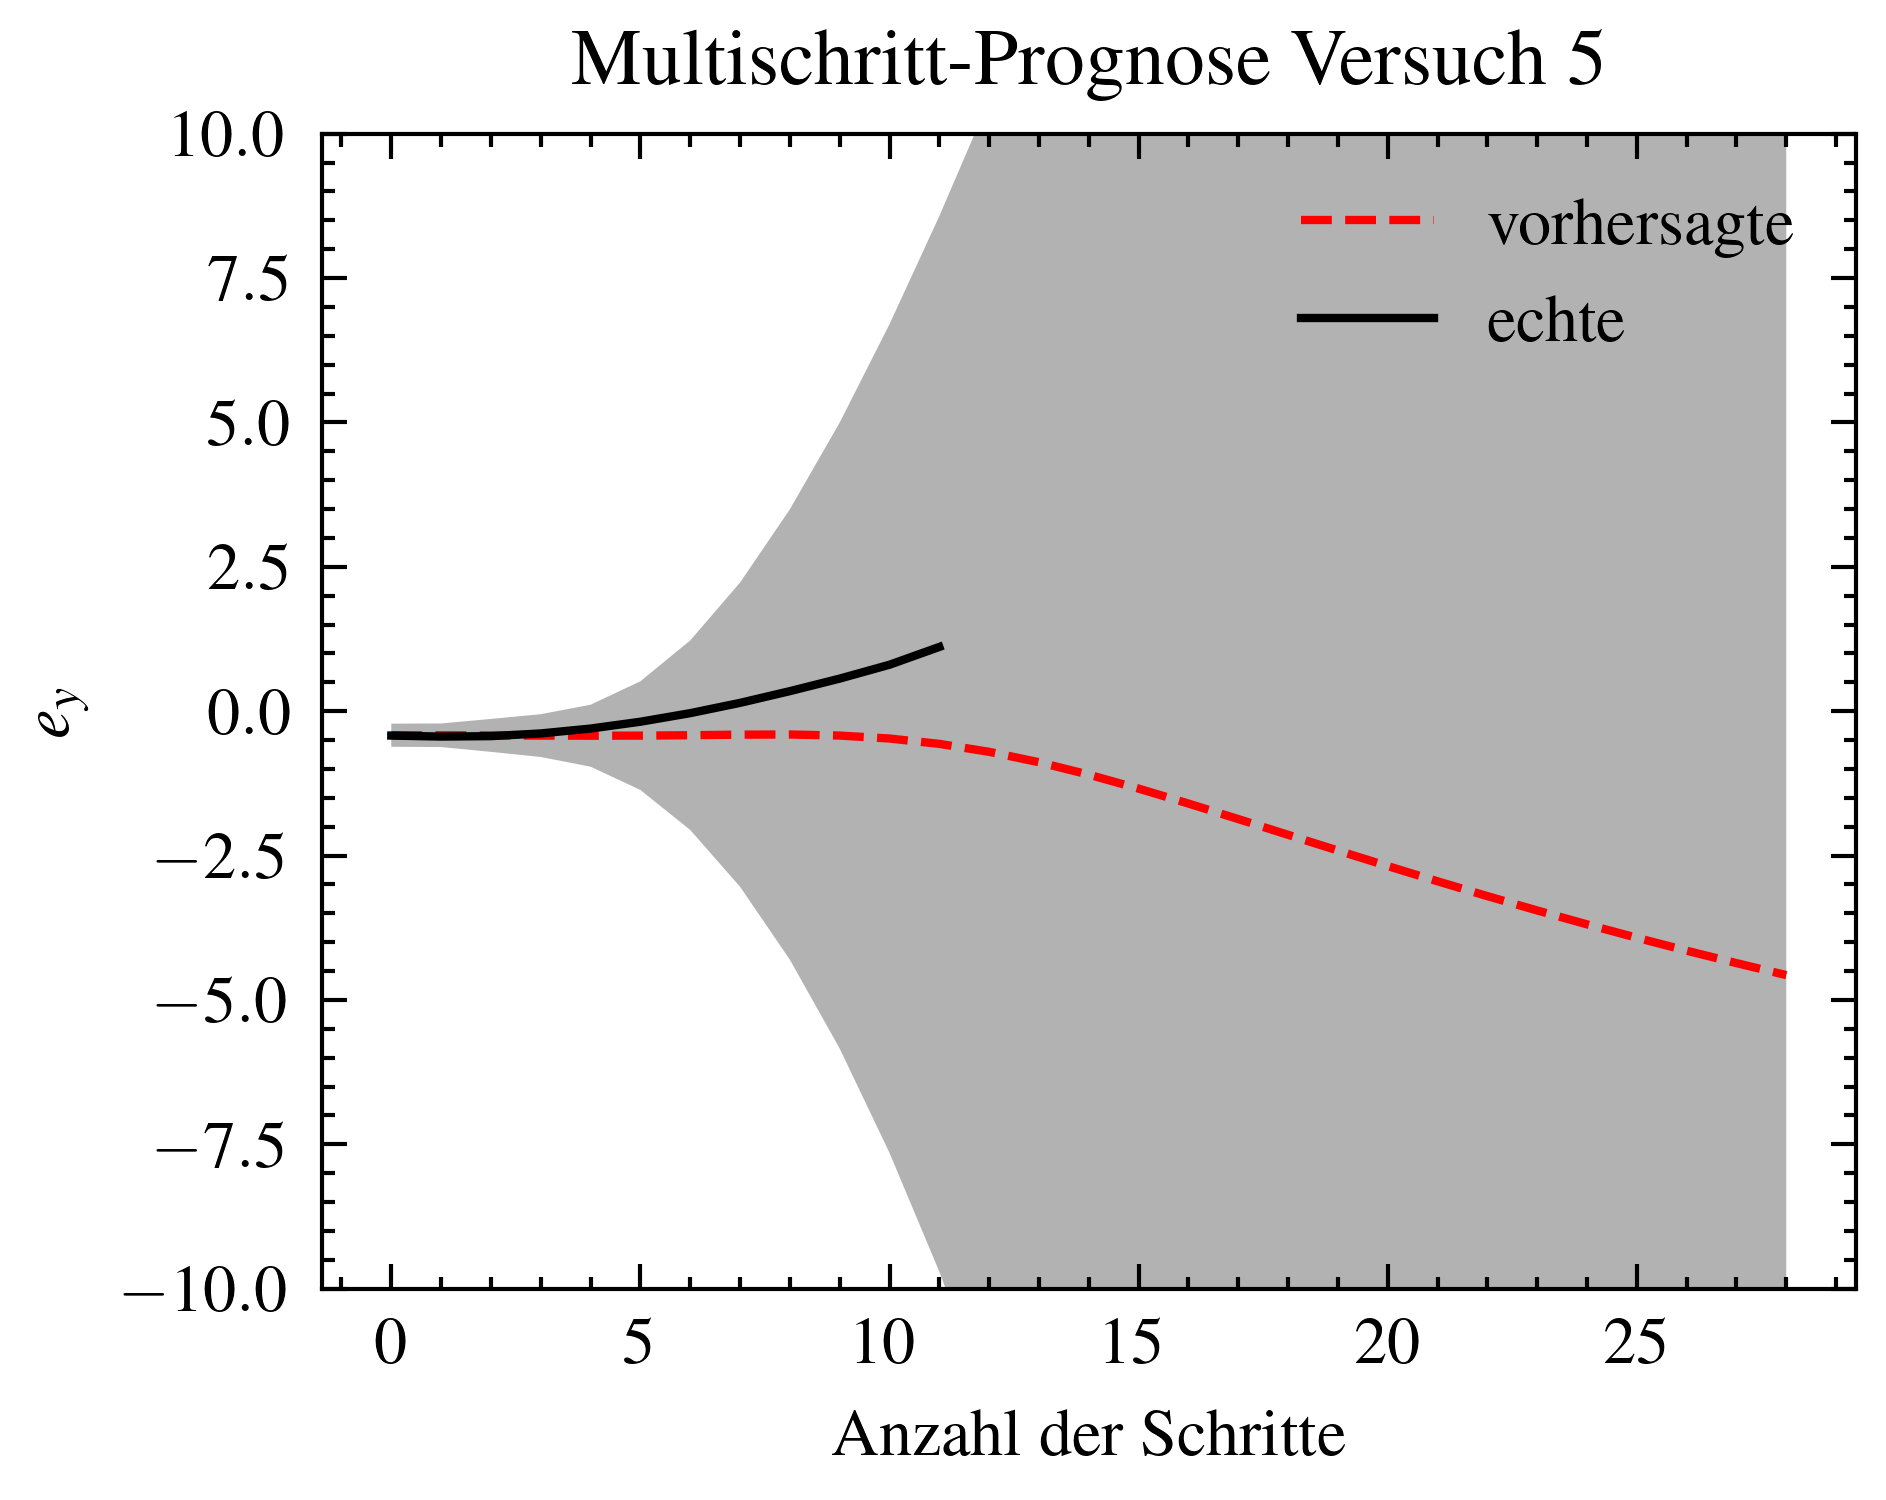 Multischritt-Prognose Versuch 5
10.0
7.5
5.0
2.5
0.0
−2.5
−5.0
−7.5
−10.0
e_y
vorhersagte
echte
0 5 10 15 20 25
Anzahl der Schritte